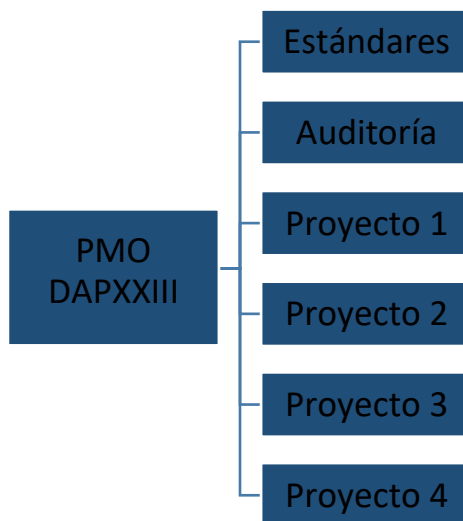 Estándares
Auditoría
Proyecto 1
PMO
DAPXXIII
Proyecto 2
Proyecto 3
Proyecto 4